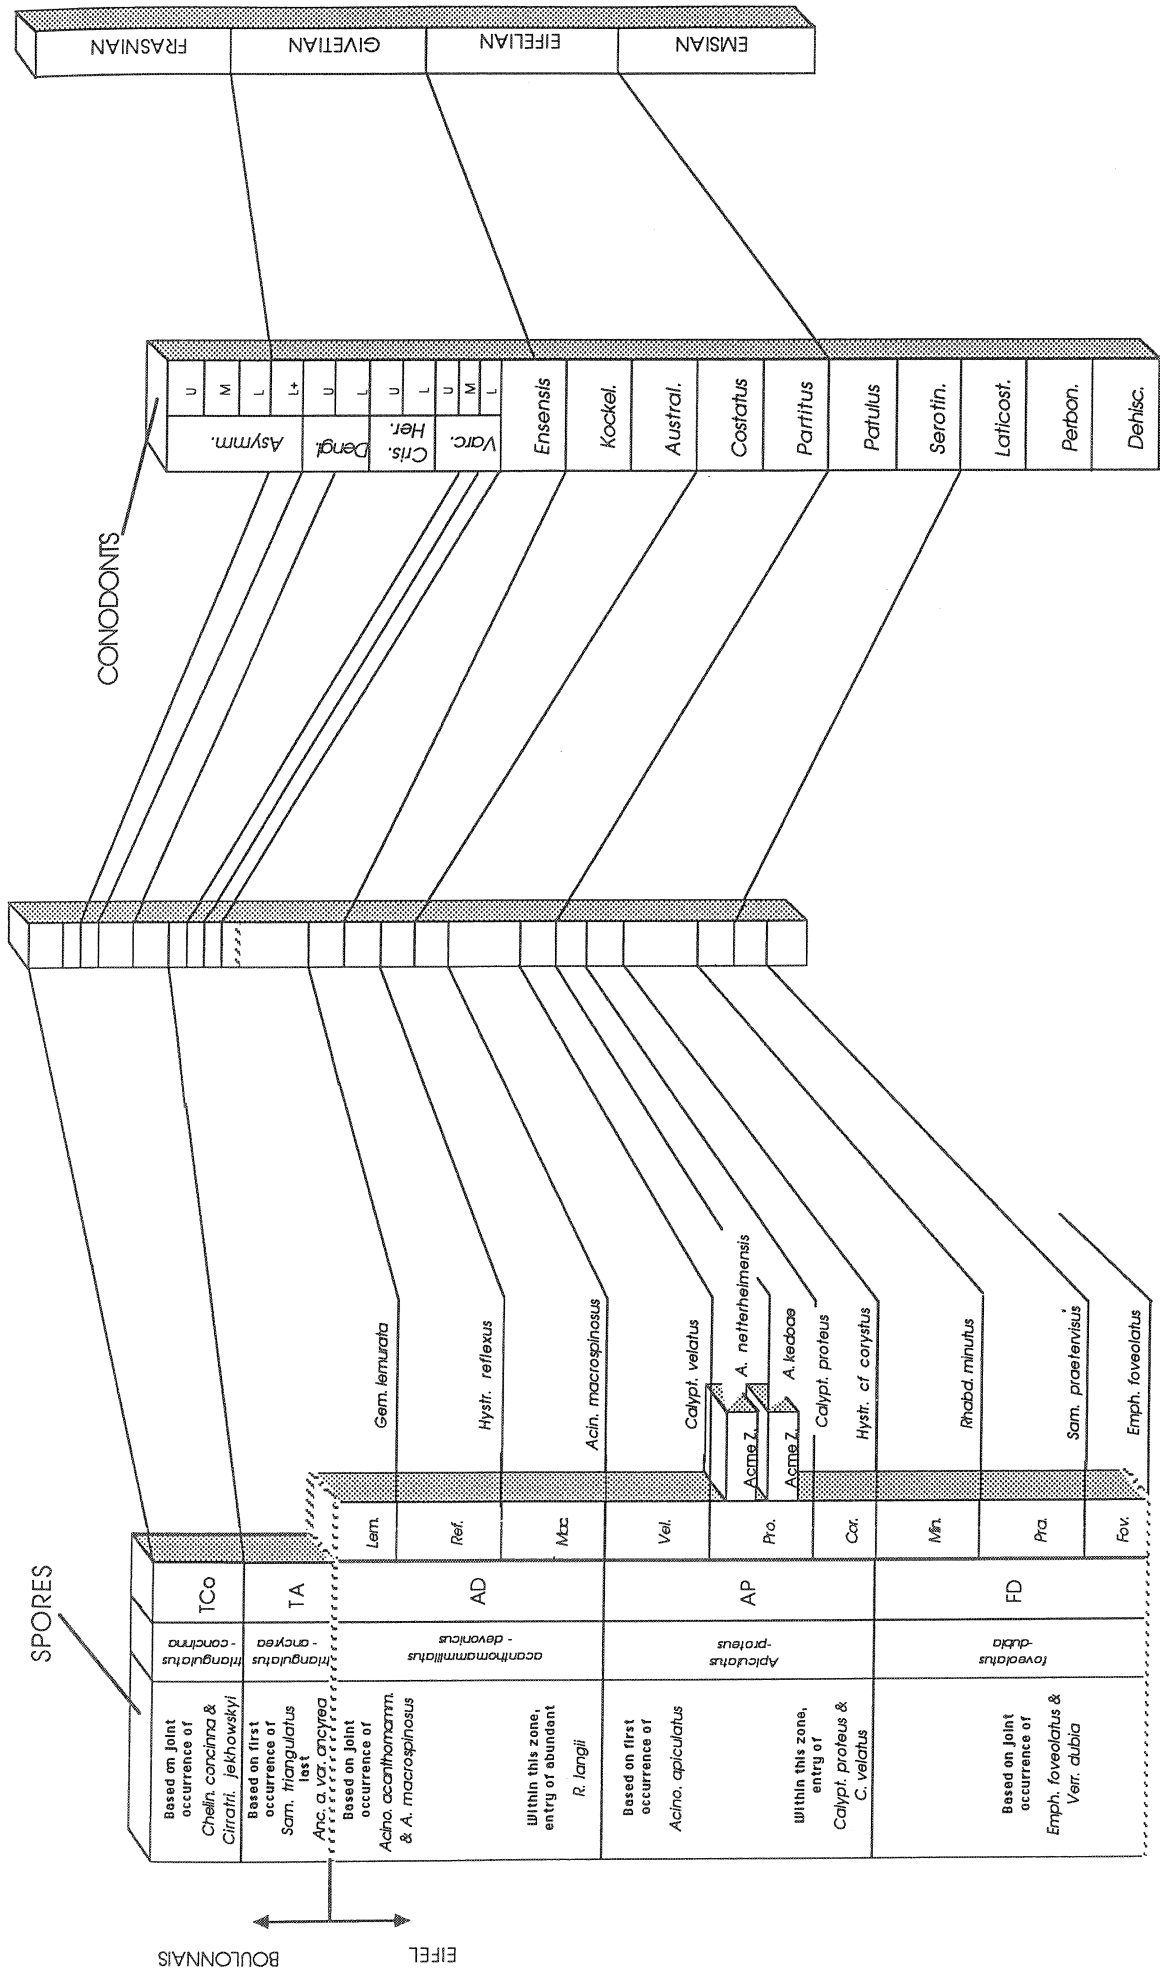 SPORES
CONODONTS
BOULONNAIS
EIFEL
Based on joint
occurrence of
Chelin. concinna &
Cirratri. jekhowskyi
triangulatus
- concinna
TCo
Based on first
occurrence of
Sam. triangulatus
last
Anc. a. var. ancyrea
triangulatus
- ancyrea
TA
Based on joint
occurrence of
Acino. acanthomamm.
& A. macrospinosus
Within this zone,
entry of abundant
R. langii
acanthomammillatus
- devonicus
AD
Lem.
Ref.
Mac
Based on first
occurrence of
Acino. apiculatus
Within this zone,
entry of
Calypt. proteus &
C. velatus
Apiculatus
-proteus
AP
Vel.
Pro.
Cor.
Based on joint
occurrence of
Emph. foveolatus &
Verr. dubia
foveolatus
-dubia
FD
Min.
Pra.
Fov.
Acme Z.
Acme Z.
Gem. lemurata
Hystr. reflexus
Acin. macrospinosus
Calypt. velatus
A. netterheimensis
A. kedoae
Calypt. proteus
Hystr. cf corystus
Rhabd. minutus
Sam. praetervisus
Emph. foveolatus
Asymm.
U
M
L
L+
Dengl.
U
L
Cris.
Her.
U
L
Varc.
U
M
L
Ensensis
Kockel.
Austral.
Costatus
Partitus
Patulus
Serotin.
Laticost.
Perbon.
Dehisc.
FRASNIAN
GIVETIAN
EIFELIAN
EMSIAN